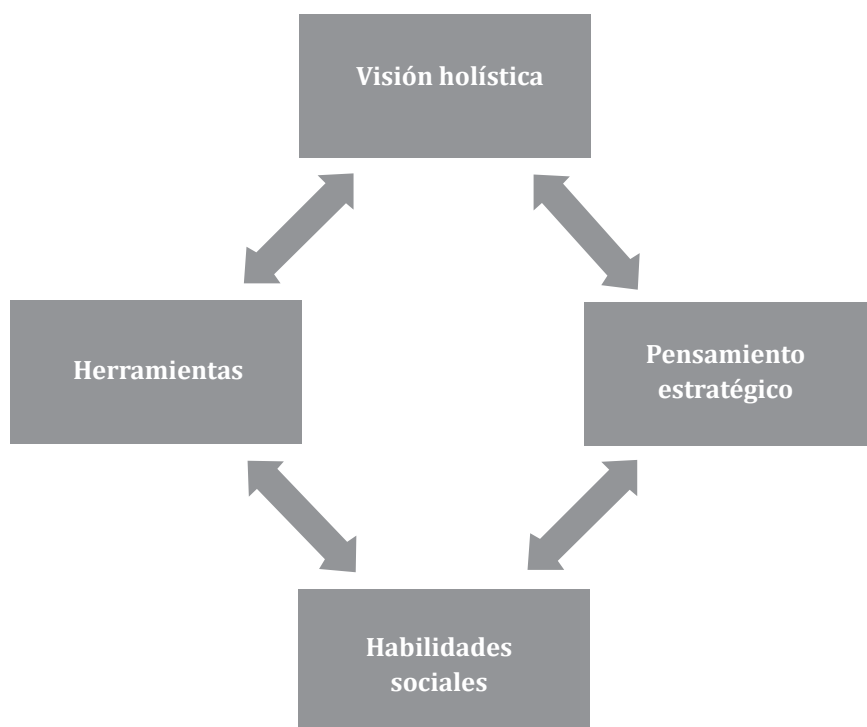 Visión holística
Herramientas
Pensamiento
estratégico
Habilidades
sociales